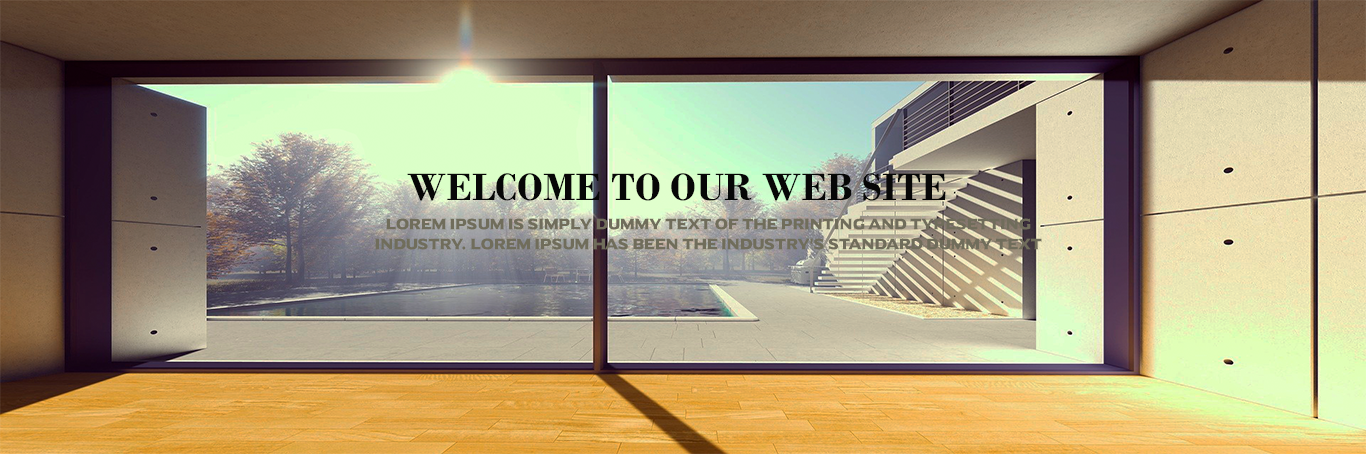 WELCOME TO OUR WEB SITE
LOREM IPSUM IS SIMPLY DUMMY TEXT OF THE PRINTING AND TYPESETTING
INDUSTRY. LOREM IPSUM HAS BEEN THE INDUSTRY'S STANDARD DUMMY TEXT